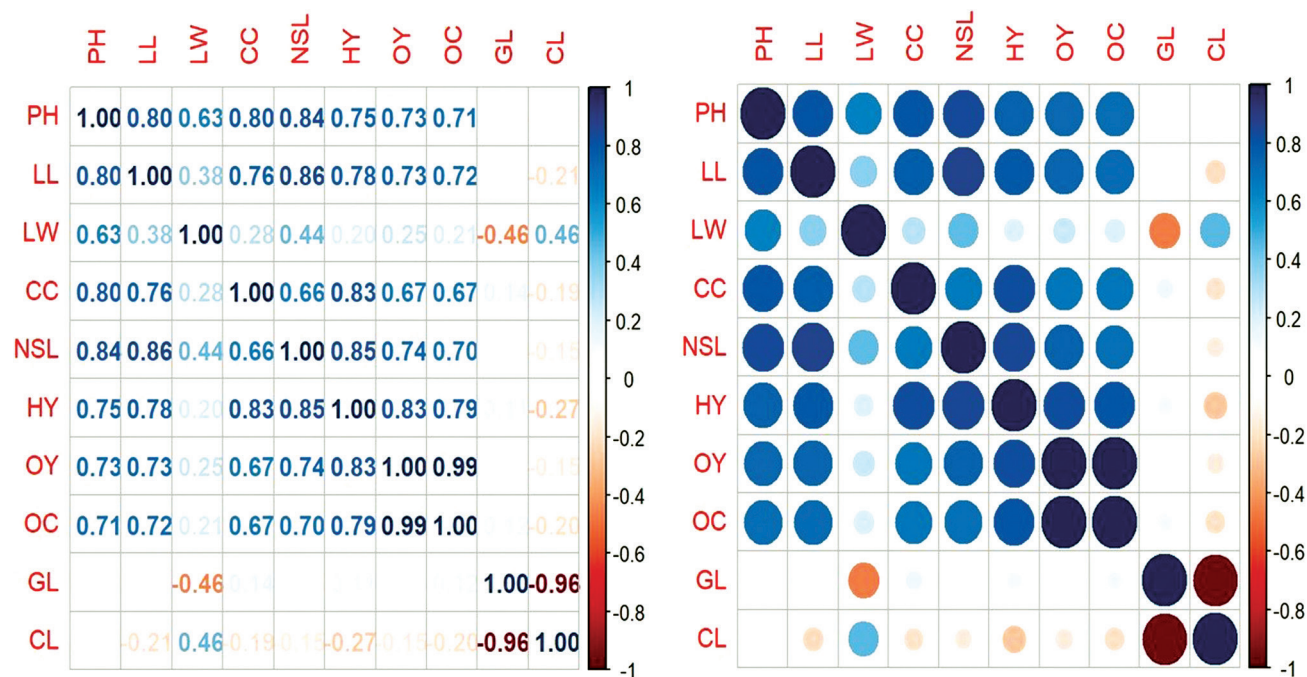 PH LL LW CC NSL HY OY OC GL CL
PH 1.00 0.80 0.63 0.80 0.84 0.75 0.73 0.71
LL 0.80 1.00 0.38 0.76 0.86 0.78 0.73 0.72 -0.21
LW 0.63 0.38 1.00 0.28 0.44 0.20 0.25 0.21 -0.46 0.46
CC 0.80 0.76 0.28 1.00 0.66 0.83 0.67 0.67 0.14 -0.19
NSL 0.84 0.86 0.44 0.66 1.00 0.85 0.74 0.70 -0.15
HY 0.75 0.78 0.20 0.83 0.85 1.00 0.83 0.79 -0.27
OY 0.73 0.73 0.25 0.67 0.74 0.83 1.00 0.99 -0.15
OC 0.71 0.72 0.21 0.67 0.70 0.79 0.99 1.00 -0.20
GL -0.46 0.14 1.00 -0.96
CL -0.21 0.46 -0.19 -0.15 -0.27 -0.15 -0.20 -0.96 1.00
1
0.8
0.6
0.4
0.2
0
-0.2
-0.4
-0.6
-0.8
-1
PH LL LW CC NSL HY OY OC GL CL
PH
LL
LW
CC
NSL
HY
OY
OC
GL
CL
1
0.8
0.6
0.4
0.2
0
-0.2
-0.4
-0.6
-0.8
-1